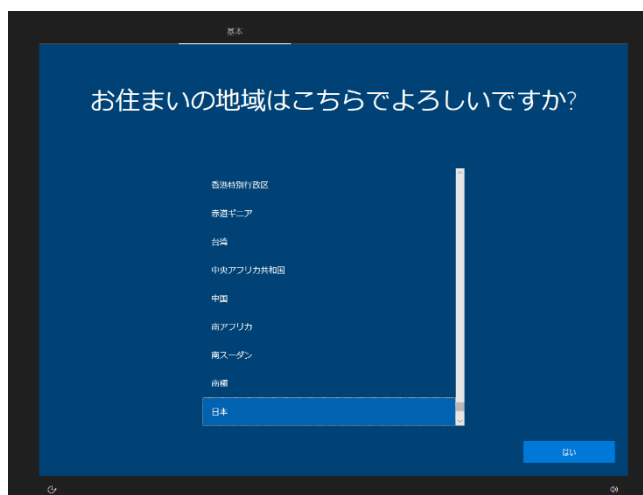 基本
お住まいの地域はこちらでよろしいですか?
香港特別行政区
赤道ギニア
台湾
中央アフリカ共和国
中国
南アフリカ
南スーダン
南極
日本
はい